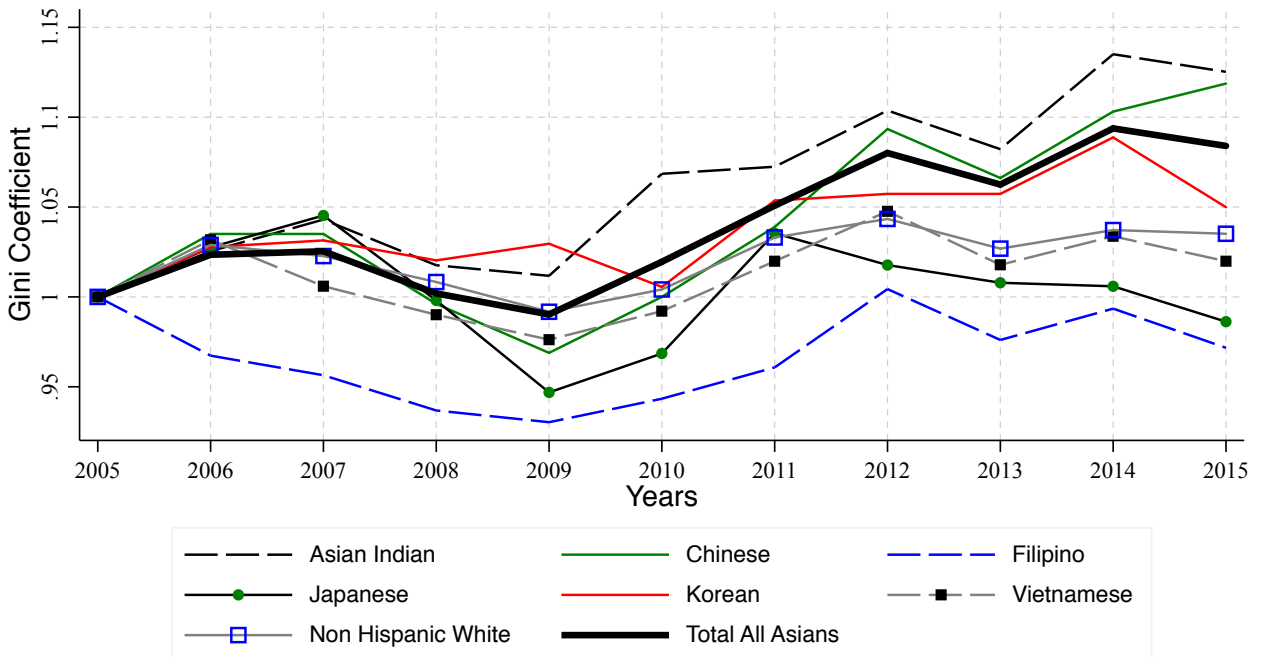 1.15
1.1
1.05
1
.95
Gini Coefficient
2005 2006 2007 2008 2009 2010 2011 2012 2013 2014 2015
Years
Asian Indian Chinese Filipino
Japanese Korean Vietnamese
Non Hispanic White Total All Asians